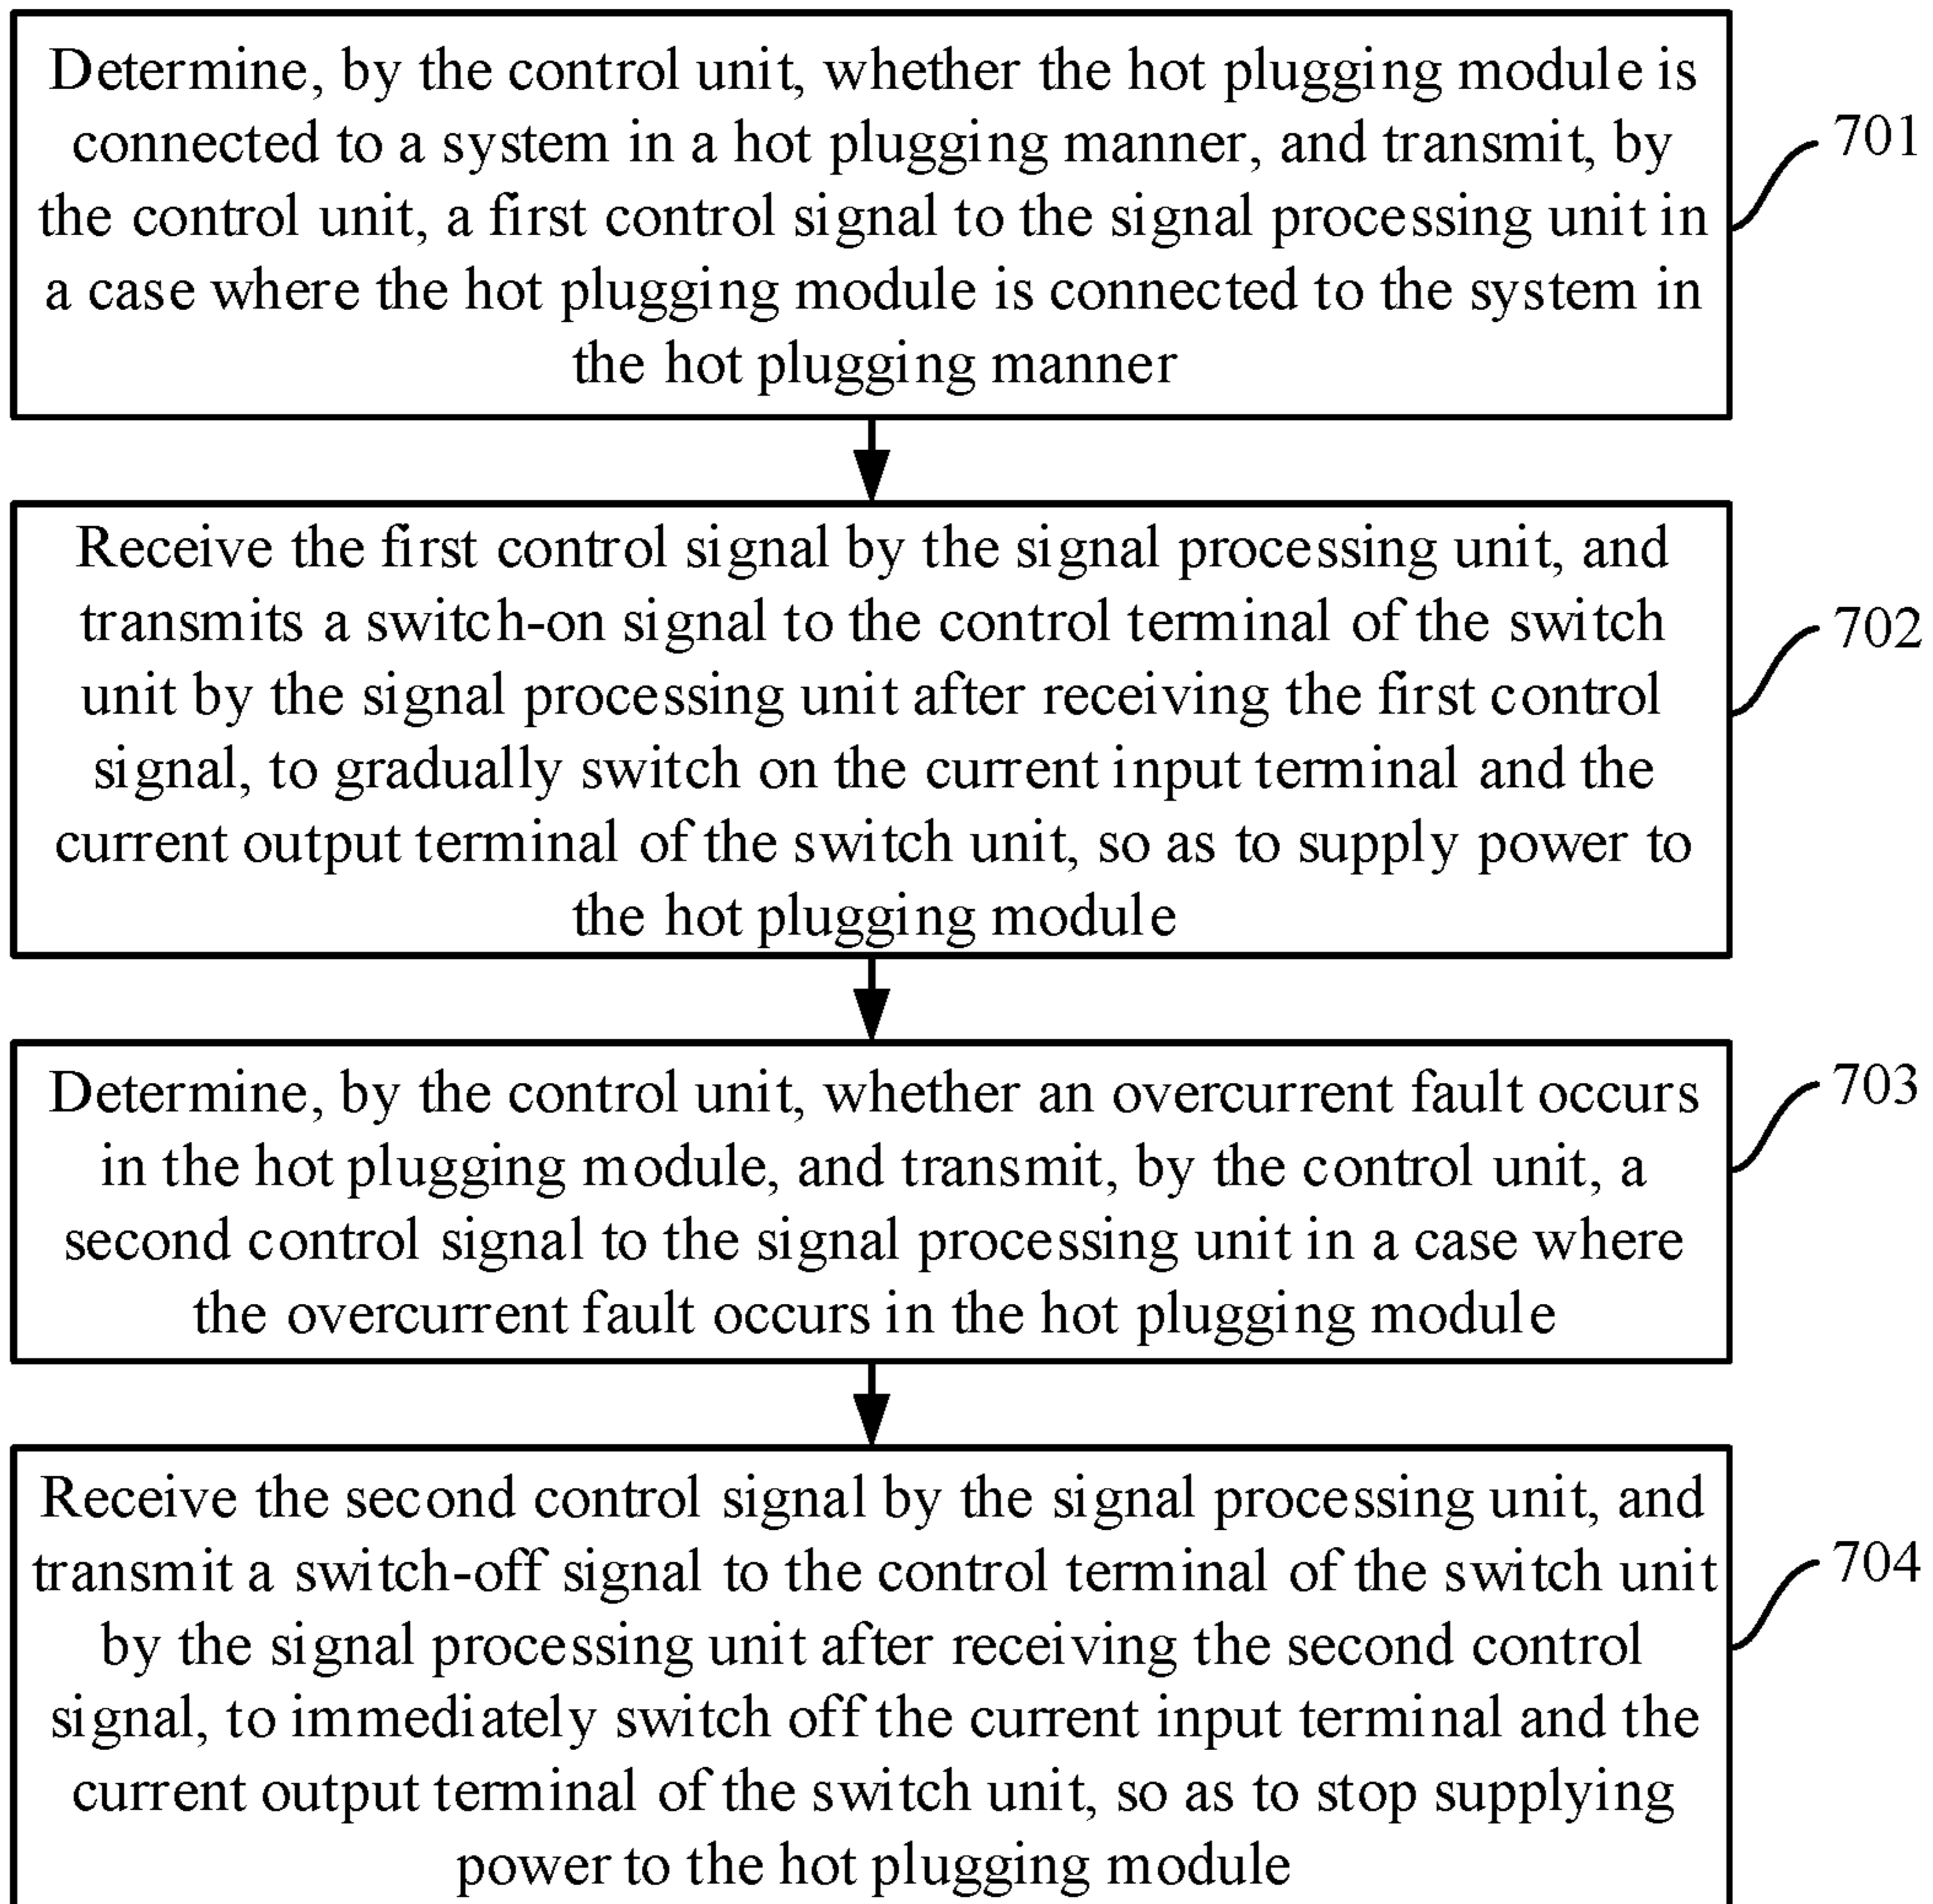 Determine, by the control unit, whether the hot plugging module is
connected to a system in a hot plugging manner, and transmit, by
the control unit, a first control signal to the signal processing unit in
a case where the hot plugging module is connected to the system in
the hot plugging manner
701
Receive the first control signal by the signal processing unit, and
transmits a switch-on signal to the control terminal of the switch
unit by the signal processing unit after receiving the first control
signal, to gradually switch on the current input terminal and the
current output terminal of the switch unit, so as to supply power to
the hot plugging module
702
Determine, by the control unit, whether an overcurrent fault occurs
in the hot plugging module, and transmit, by the control unit, a
second control signal to the signal processing unit in a case where
the overcurrent fault occurs in the hot plugging module
703
Receive the second control signal by the signal processing unit, and
transmit a switch-off signal to the control terminal of the switch unit
by the signal processing unit after receiving the second control
signal, to immediately switch off the current input terminal and the
current output terminal of the switch unit, so as to stop supplying
power to the hot plugging module
704